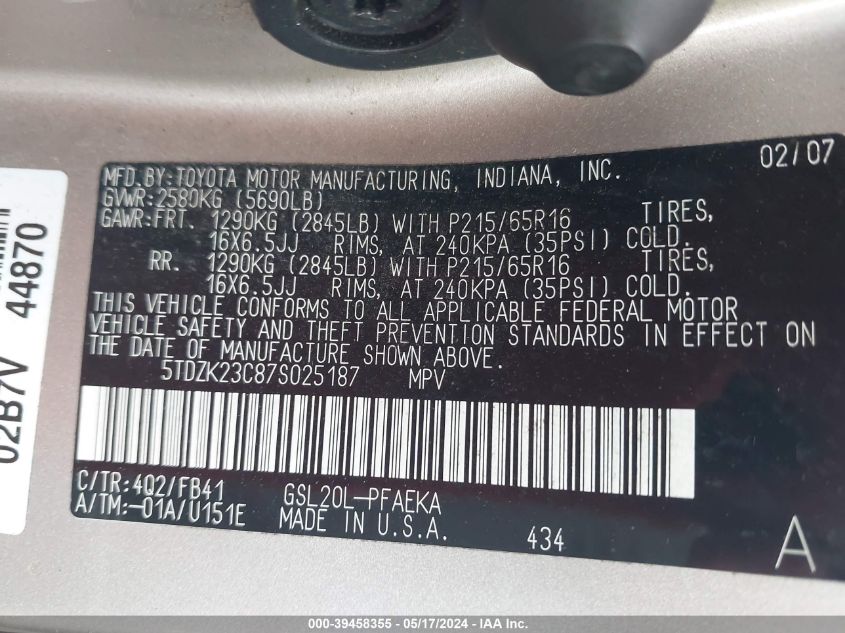 02/07
MFD.BY:TOYOTA MOTOR MANUFACTURING, INDIANA, INC.
GVWR:2580KG (5690LB)
GAWR:FRT. 1290KG (2845LB) WITH P215/65R16 TIRES,
16X6.5JJ RIMS, AT 240KPA (35PSI) COLD.
RR. 1290KG (2845LB) WITH P215/65R16 TIRES,
16X6.5JJ RIMS, AT 240KPA (35PSI) COLD.
THIS VEHICLE CONFORMS TO ALL APPLICABLE FEDERAL MOTOR
VEHICLE SAFETY AND THEFT PREVENTION STANDARDS IN EFFECT ON
THE DATE OF MANUFACTURE SHOWN ABOVE.
5TDZK23C87S025187 MPV
C/TR:4Q2/FB41 GSL20L-PFAEKA
A/TM:-01A/U151E MADE IN U.S.A. 434 A
02B7V 44870
000-39458355 — 05/17/2024 — IAA Inc.